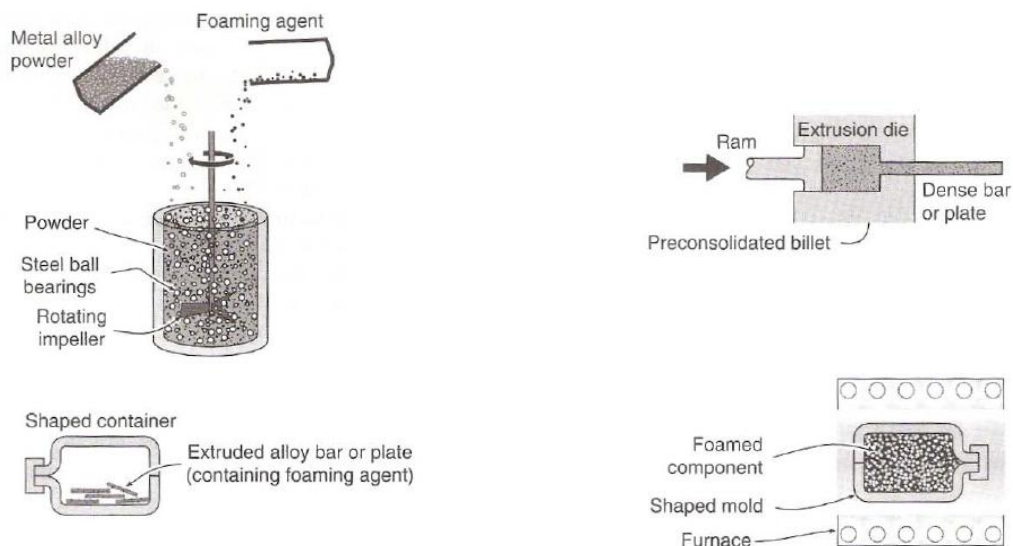 Foaming agent
Metal alloy
powder
Powder
Steel ball
bearings
Rotating
impeller
Extrusion die
Ram
Dense bar
or plate
Preconsolidated billet
Shaped container
Extruded alloy bar or plate
(containing foaming agent)
Foamed
component
Shaped mold
Furnace